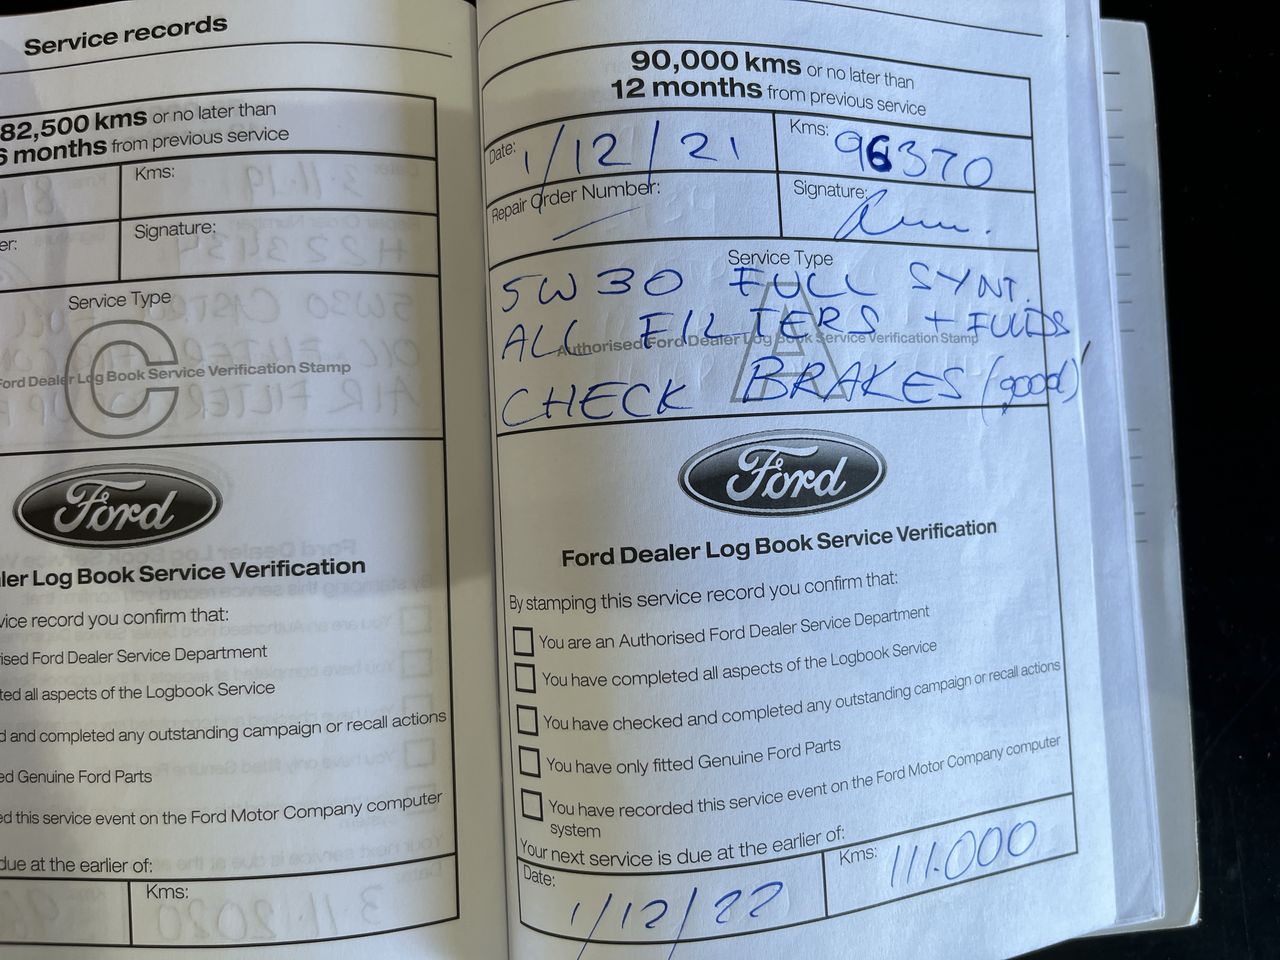 Service records
82,500 kms or no later than
6 months from previous service
Kms:
er:
Signature:
Service Type
C
Ford Dealer Log Book Service Verification Stamp
Ford
ler Log Book Service Verification
vice record you confirm that:
ised Ford Dealer Service Department
ted all aspects of the Logbook Service
d and completed any outstanding campaign or recall actions
ed Genuine Ford Parts
ed this service event on the Ford Motor Company computer
due at the earlier of:
Kms:
90,000 kms or no later than
12 months from previous service
Date: 1/12/21
Kms: 96370
Repair Order Number: —
Signature:
Service Type
5W30 FULL SYNT.
ALL FILTERS + FLUIDS
A
Authorised Ford Dealer Log Book Service Verification Stamp
CHECK BRAKES (good)
Ford
Ford Dealer Log Book Service Verification
By stamping this service record you confirm that:
You are an Authorised Ford Dealer Service Department
You have completed all aspects of the Logbook Service
You have checked and completed any outstanding campaign or recall actions
You have only fitted Genuine Ford Parts
You have recorded this service event on the Ford Motor Company computer
system
Your next service is due at the earlier of:
Date: 1/12/22
Kms: 111.000